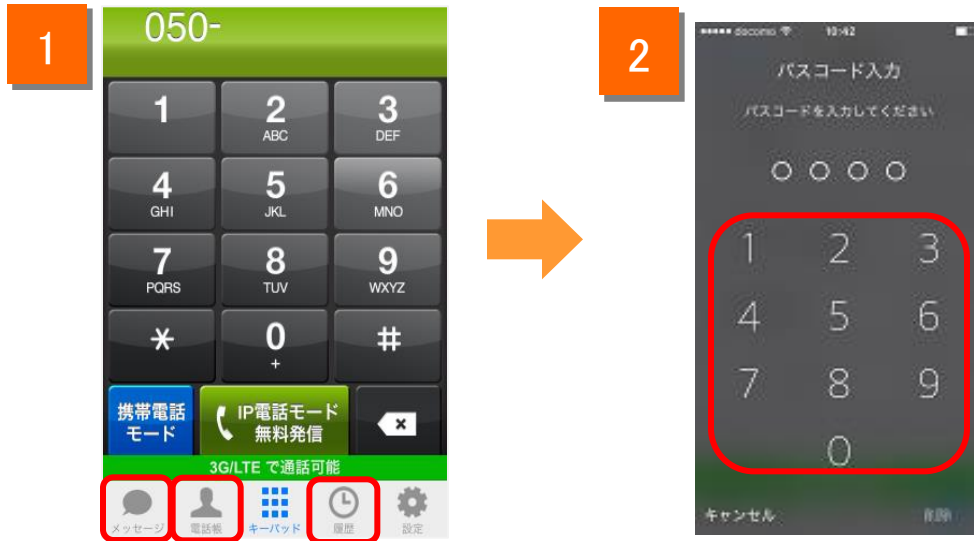 1
050-
1
2
ABC
3
DEF
4
GHI
5
JKL
6
MNO
7
PQRS
8
TUV
9
WXYZ
*
0
+
#
携帯電話
モード
IP電話モード
無料発信
3G/LTE で通話可能
メッセージ
電話帳
キーパッド
履歴
設定
2
docomo 10:42
パスコード入力
パスコードを入力してください
1 2 3
4 5 6
7 8 9
0
キャンセル 削除